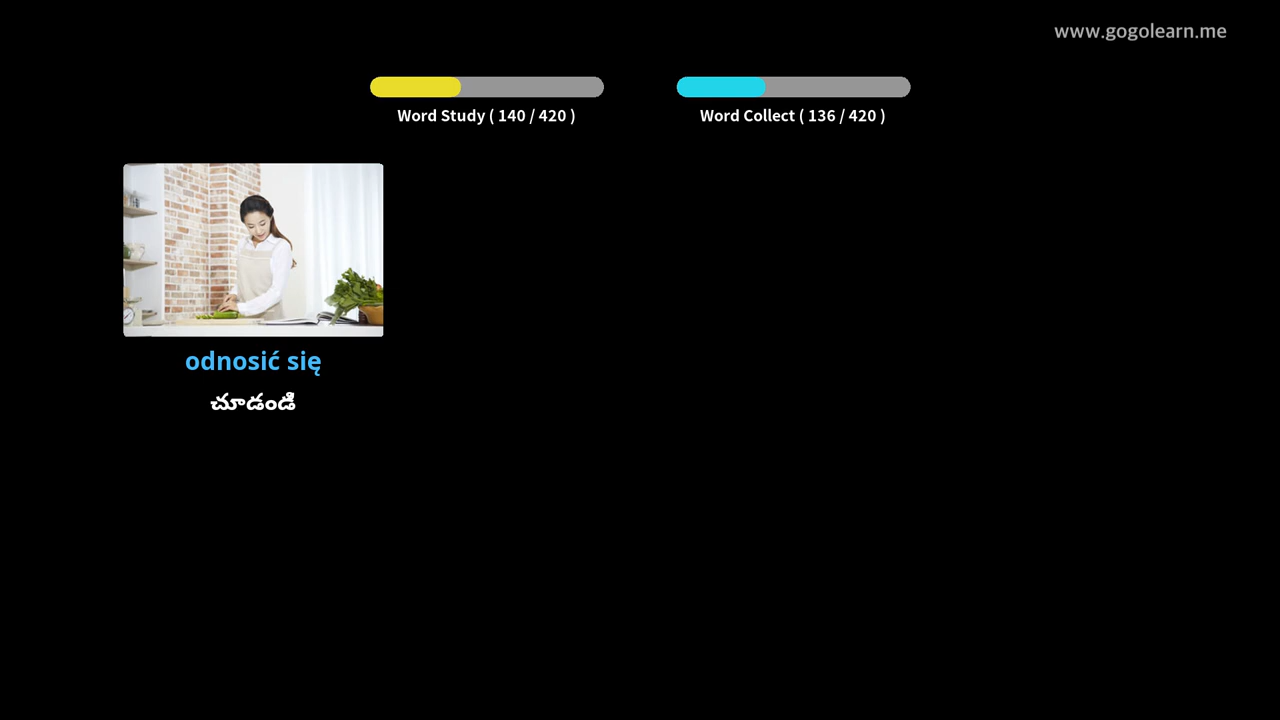 www.gogolearn.me
Word Study ( 140 / 420 )
Word Collect ( 136 / 420 )
odnosić się
చూడండి